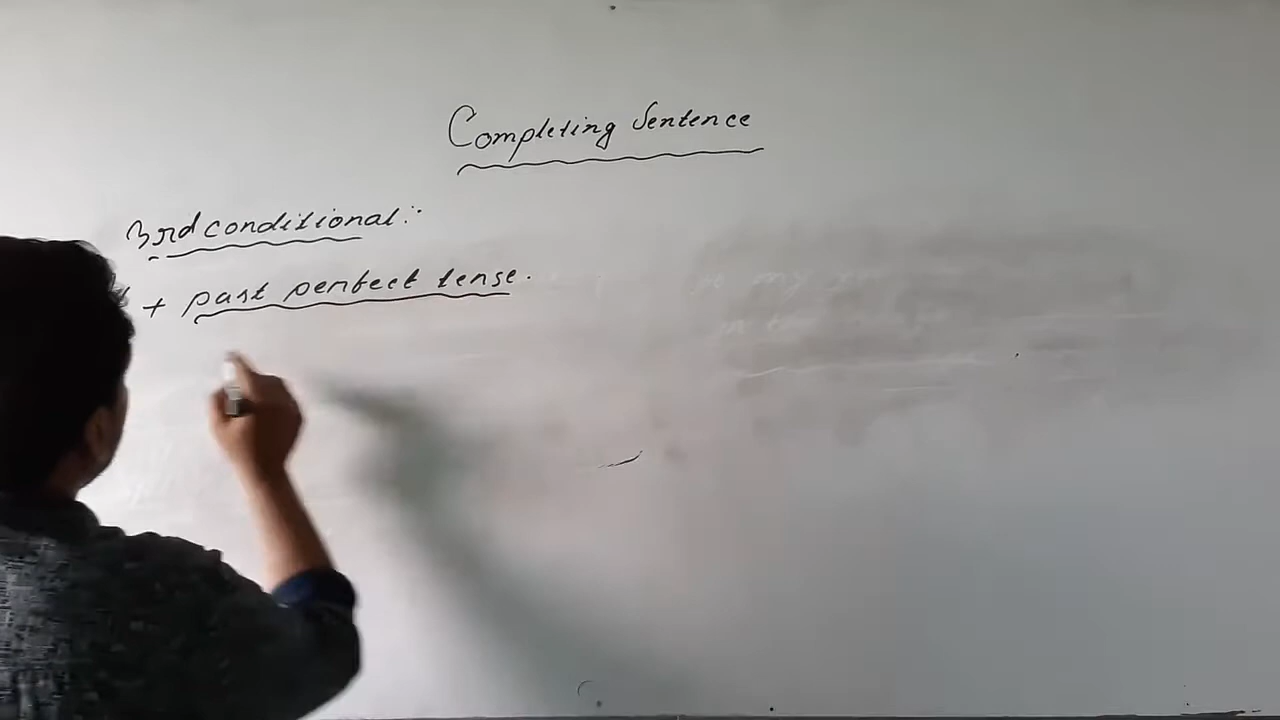 Completing Sentence
3rd conditional:
+ past perfect tense.